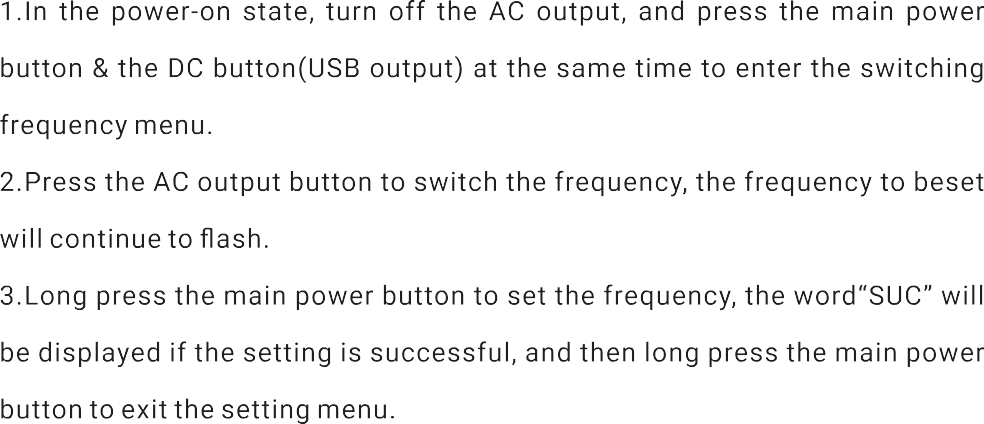 1.In the power-on state, turn off the AC output, and press the main power
button & the DC button(USB output) at the same time to enter the switching
frequency menu.
2.Press the AC output button to switch the frequency, the frequency to beset
will continue to flash.
3.Long press the main power button to set the frequency, the word“SUC” will
be displayed if the setting is successful, and then long press the main power
button to exit the setting menu.